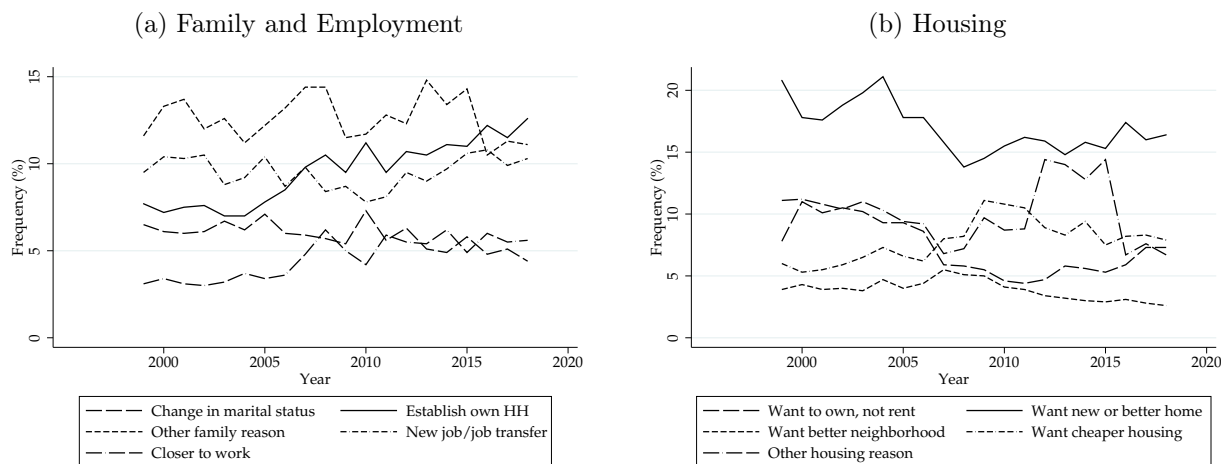 (a) Family and Employment
15
10
5
0
Frequency (%)
2000 2005 2010 2015 2020
Year
Change in marital status Establish own HH
Other family reason New job/job transfer
Closer to work
(b) Housing
20
15
10
5
0
Frequency (%)
2000 2005 2010 2015 2020
Year
Want to own, not rent Want new or better home
Want better neighborhood Want cheaper housing
Other housing reason